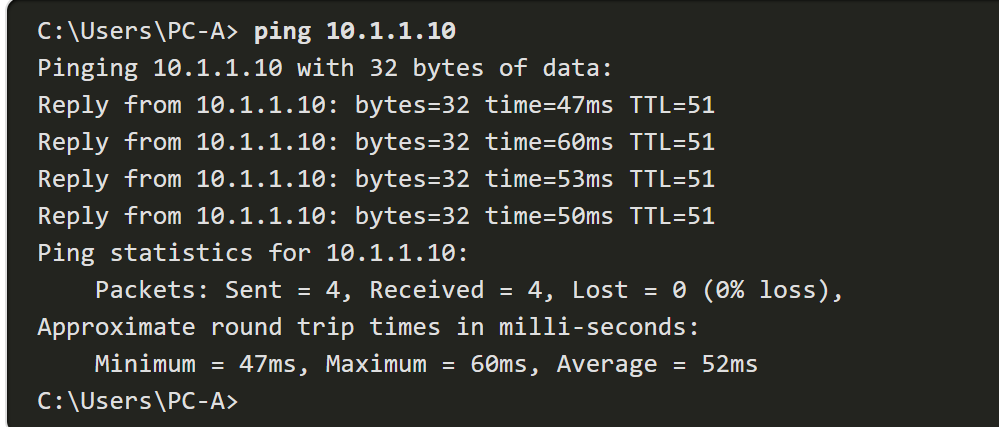 C:\Users\PC-A> ping 10.1.1.10
Pinging 10.1.1.10 with 32 bytes of data:
Reply from 10.1.1.10: bytes=32 time=47ms TTL=51
Reply from 10.1.1.10: bytes=32 time=60ms TTL=51
Reply from 10.1.1.10: bytes=32 time=53ms TTL=51
Reply from 10.1.1.10: bytes=32 time=50ms TTL=51
Ping statistics for 10.1.1.10:
    Packets: Sent = 4, Received = 4, Lost = 0 (0% loss),
Approximate round trip times in milli-seconds:
    Minimum = 47ms, Maximum = 60ms, Average = 52ms
C:\Users\PC-A>